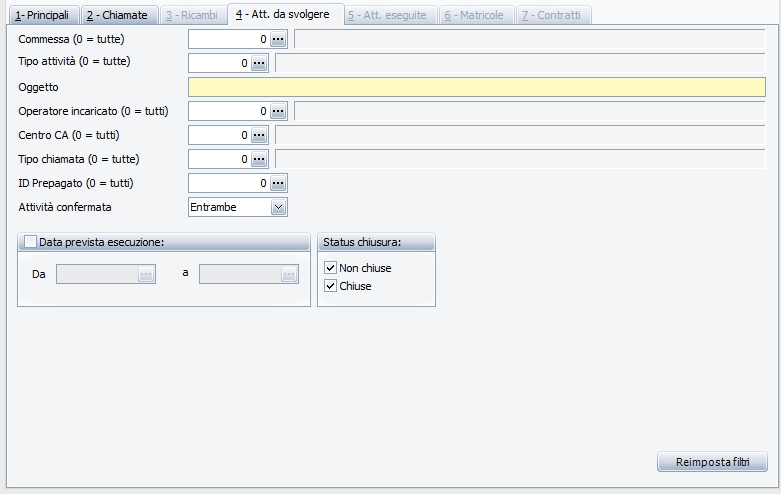 1- Principali 2 - Chiamate 3 - Ricambi 4 - Att. da svolgere 5 - Att. eseguite 6 - Matricole 7 - Contratti
Commessa (0 = tutte) 0 ...
Tipo attività (0 = tutte) 0 ...
Oggetto
Operatore incaricato (0 = tutti) 0 ...
Centro CA (0 = tutti) 0 ...
Tipo chiamata (0 = tutte) 0 ...
ID Prepagato (0 = tutti) 0 ...
Attività confermata Entrambe
Data prevista esecuzione: Status chiusura:
Da ... a ... Non chiuse
Chiuse
Reimposta filtri